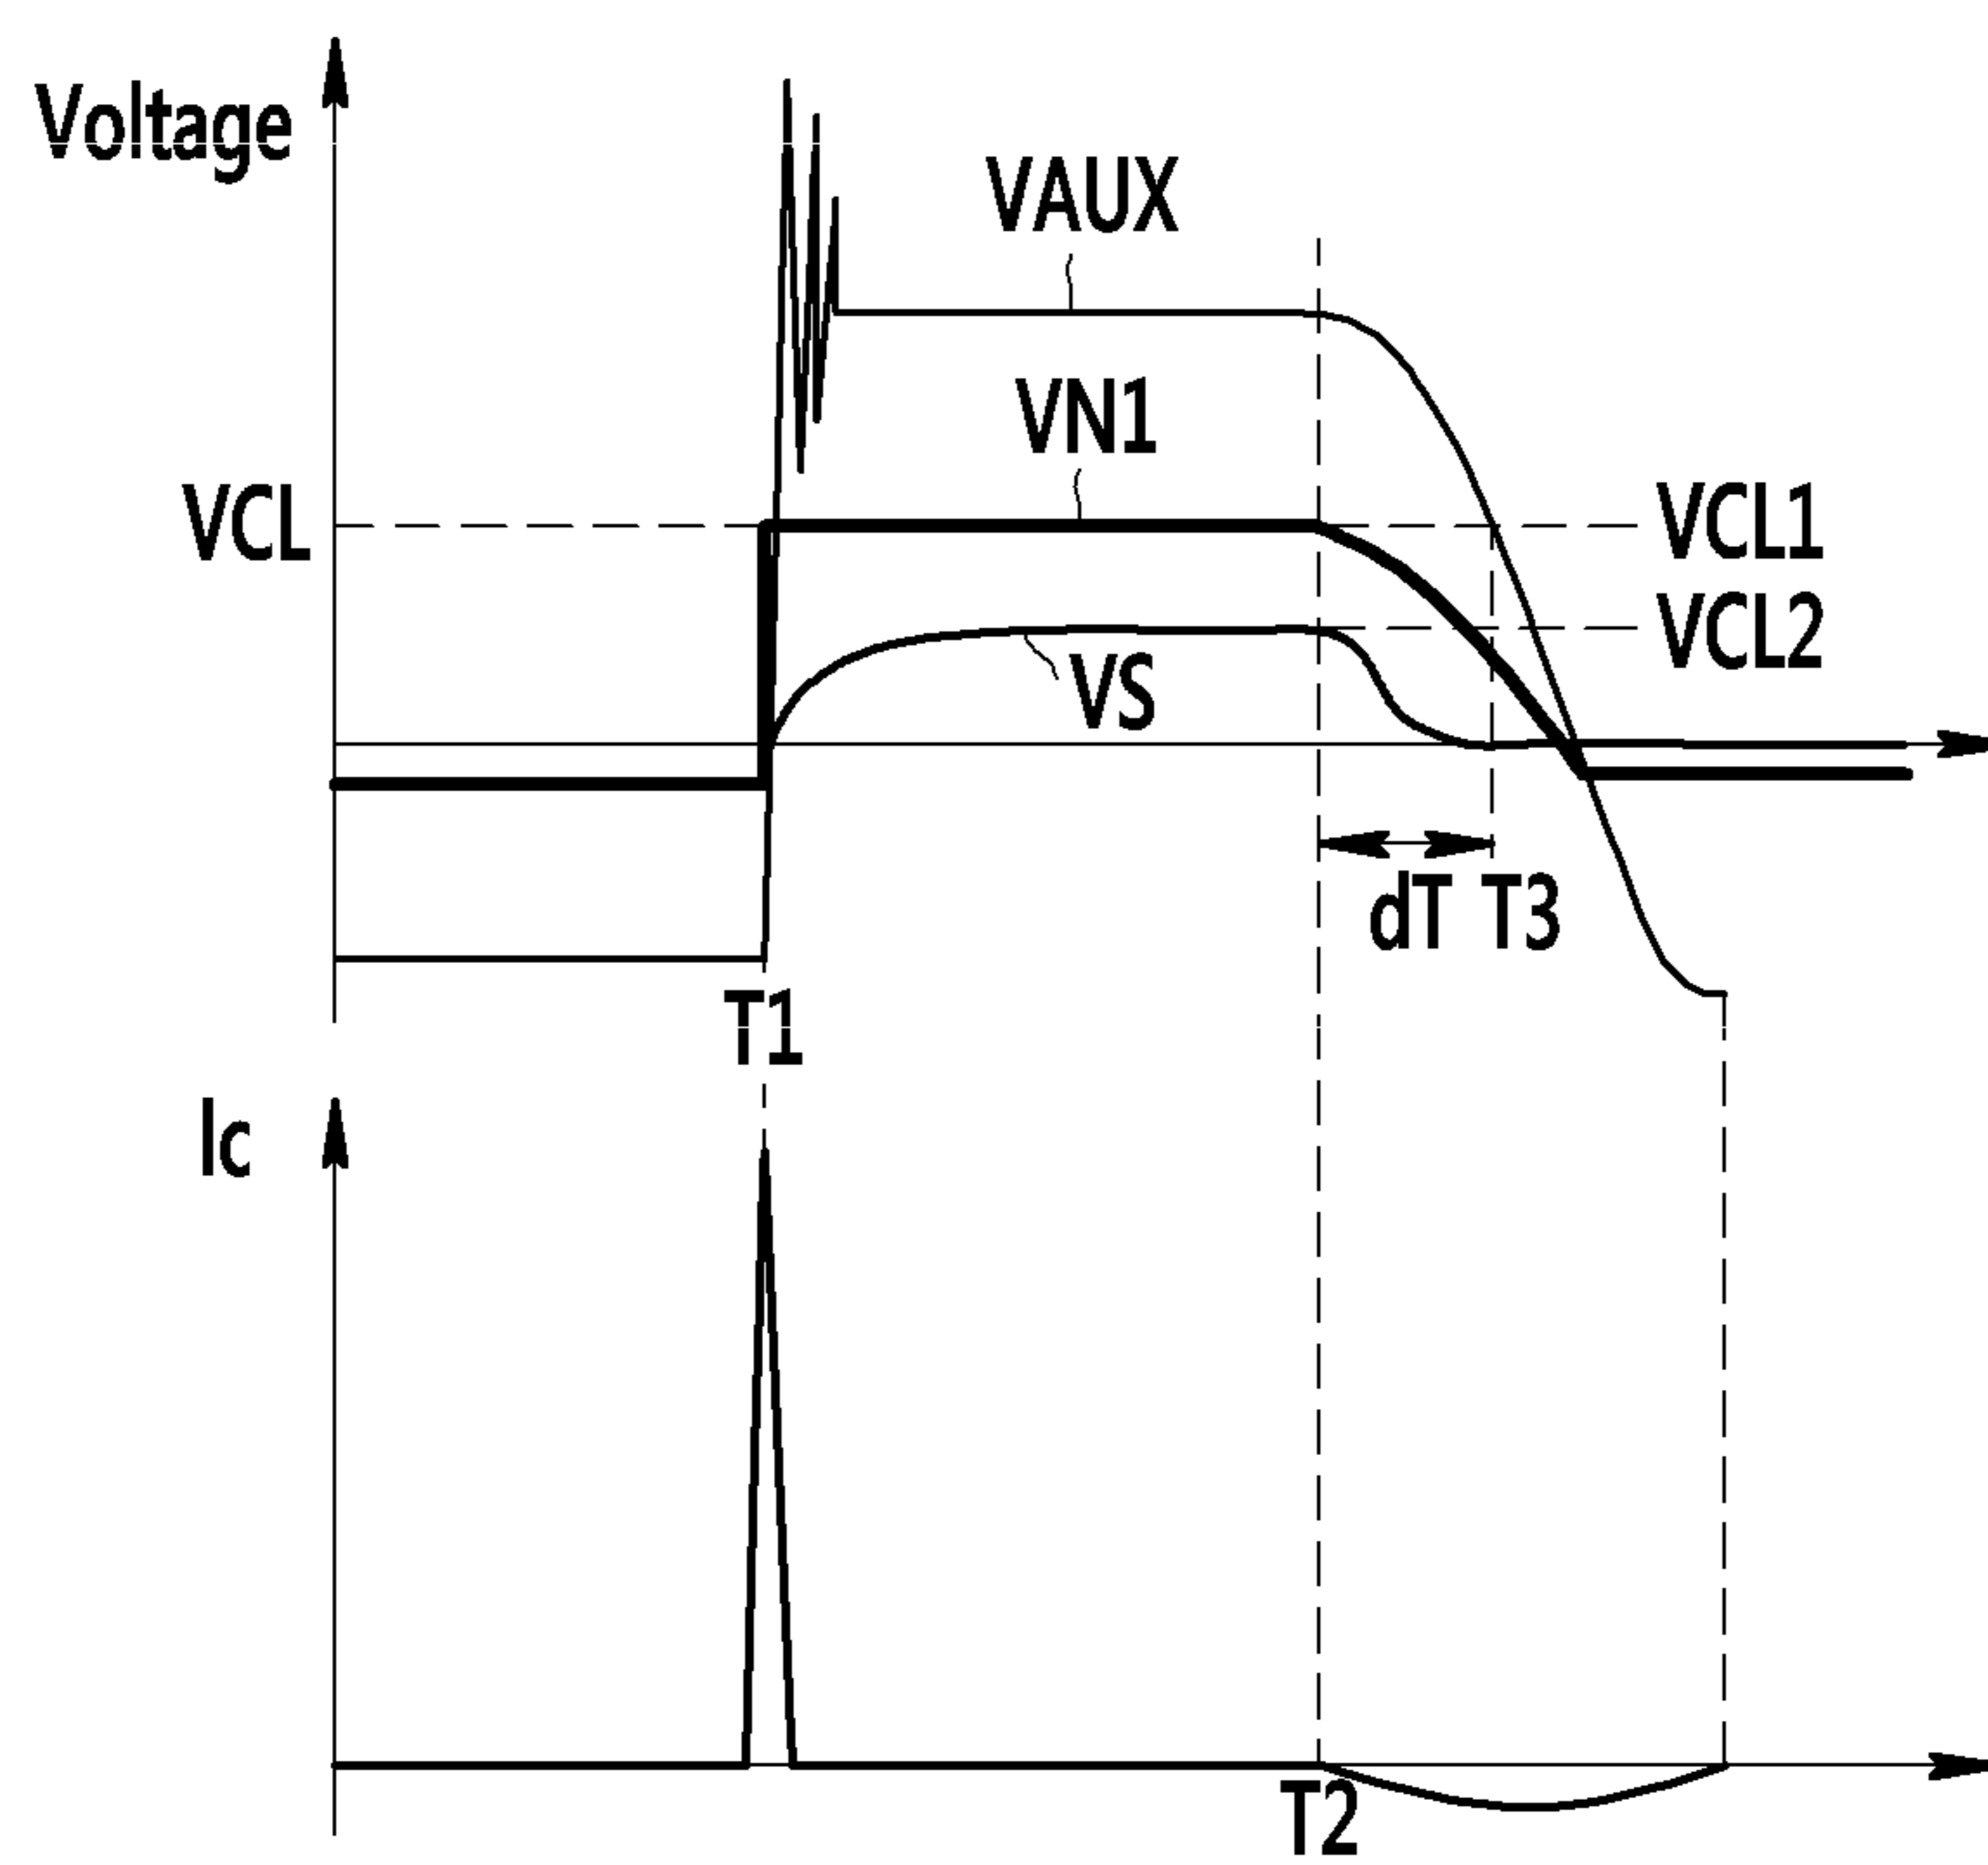 Voltage
VAUX
VN1
VCL
VCL1
VCL2
VS
dT T3
T1
Ic
T2